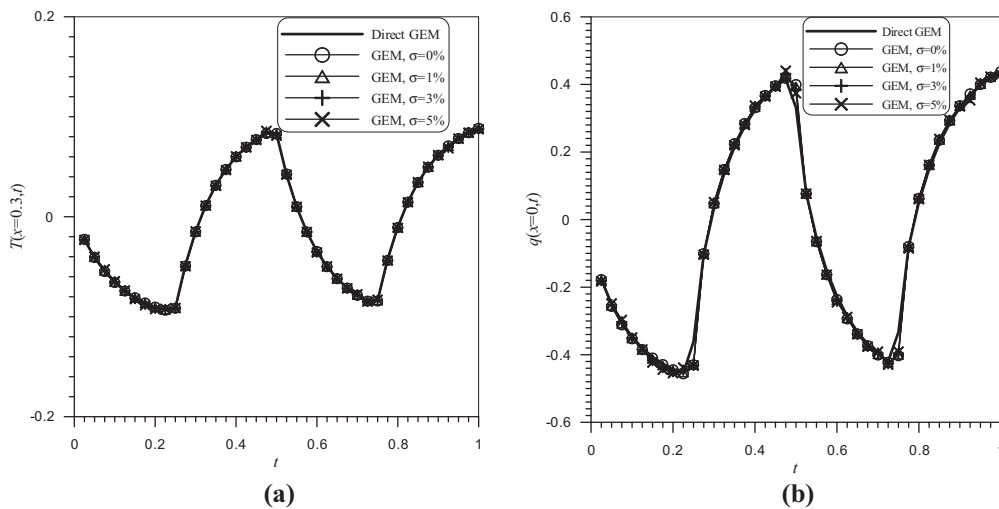 0.2
0
-0.2
T(x=0.3,t)
Direct GEM
GEM, σ=0%
GEM, σ=1%
GEM, σ=3%
GEM, σ=5%
0 0.2 0.4 0.6 0.8 1
t
(a)
0.6
0.4
0.2
0
-0.2
-0.4
-0.6
q(x=0,t)
Direct GEM
GEM, σ=0%
GEM, σ=1%
GEM, σ=3%
GEM, σ=5%
0 0.2 0.4 0.6 0.8 1
t
(b)